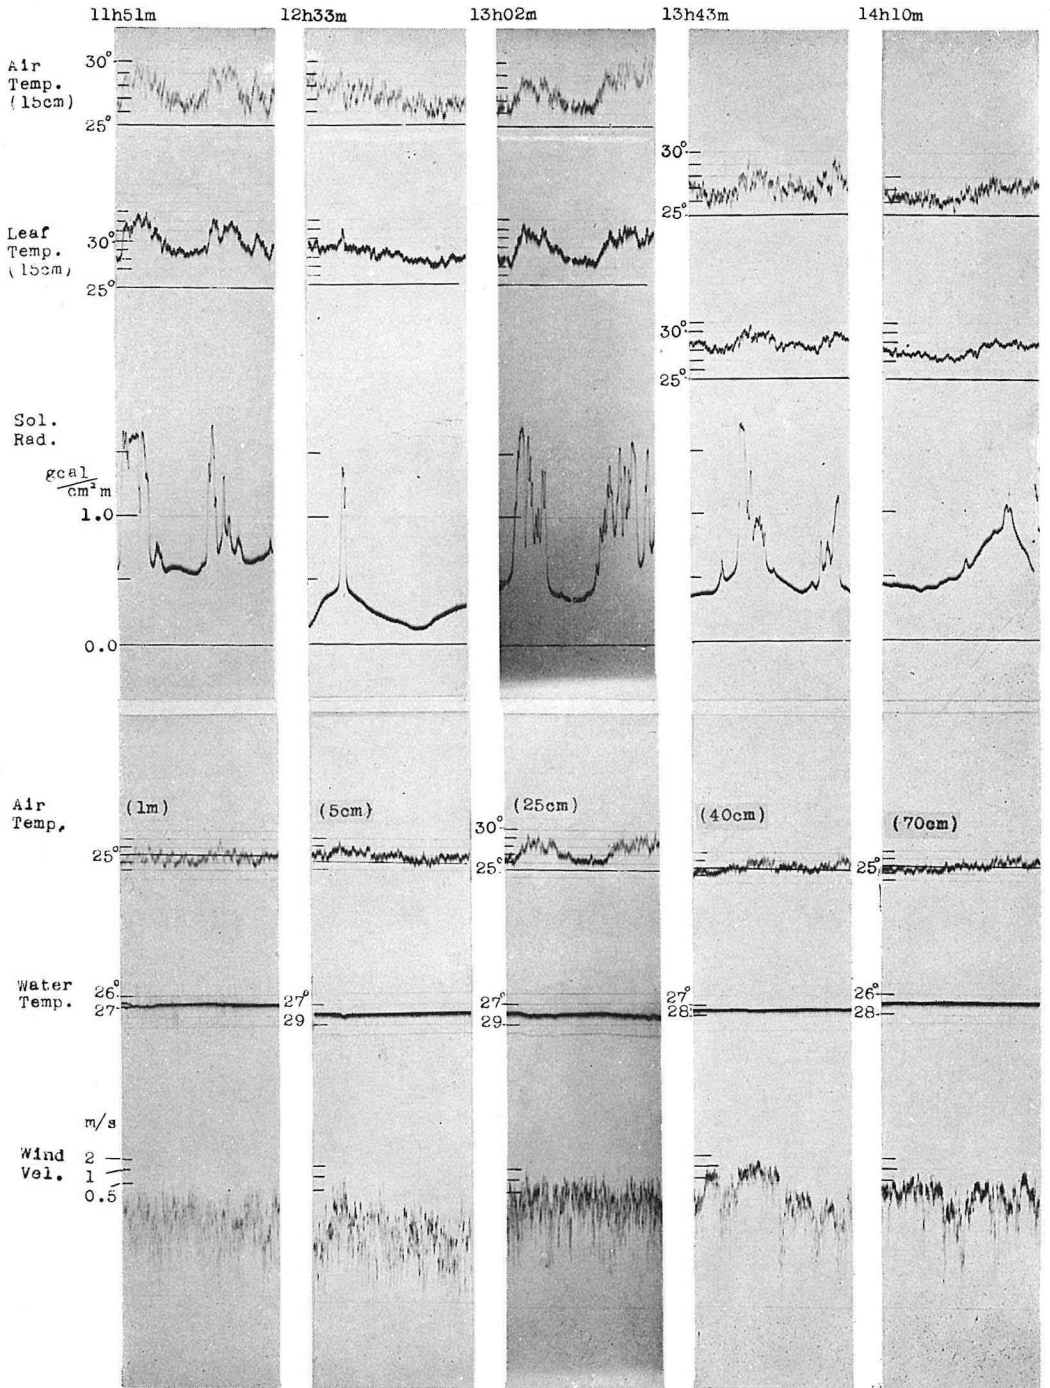 11h51m 12h33m 13h02m 13h43m 14h10m
Air
Temp.
(15cm)
30°
25°
30°
25°
Leaf
Temp.
(15cm)
30°
25°
30°
25°
Sol.
Rad.
gcal/cm²m
1.0
0.0
Air
Temp.
(1m) (5cm) (25cm) (40cm) (70cm)
30°
25° 25° 25°
Water
Temp.
26° 27° 27° 27° 26°
27 29 29 28 28
m/s
Wind
Vel.
2
1
0.5